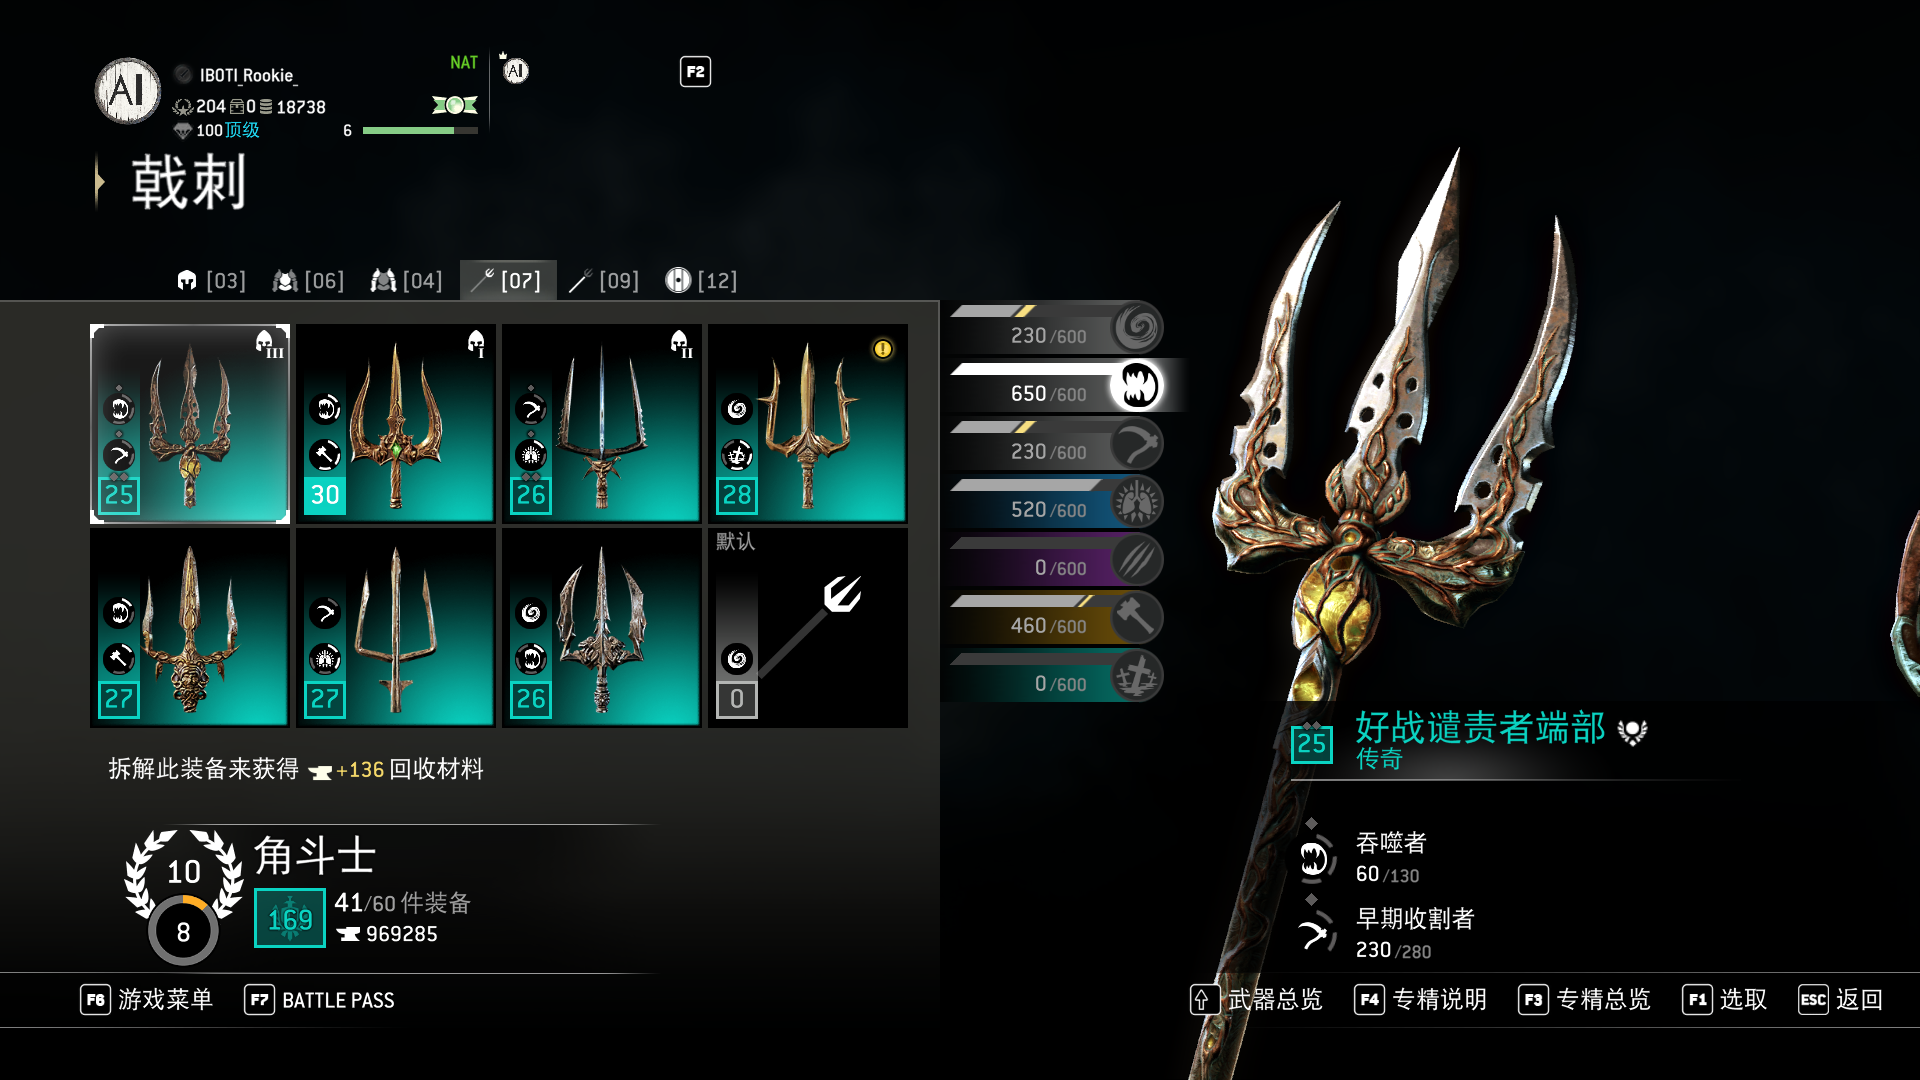 AI
IBOTI_Rookie_
NAT
AI
F2
204 0 18738
100顶级
6
戟刺
[03]
[06]
[04]
[07]
[09]
[12]
III
25
I
30
II
26
!
28
27
27
26
默认
0
230/600
650/600
230/600
520/600
0/600
460/600
0/600
拆解此装备来获得 +136 回收材料
10
8
角斗士
169
41/60 件装备
969285
25
好战谴责者端部
传奇
吞噬者
60/130
早期收割者
230/280
F6 游戏菜单
F7 BATTLE PASS
武器总览
F4 专精说明
F3 专精总览
F1 选取
ESC 返回